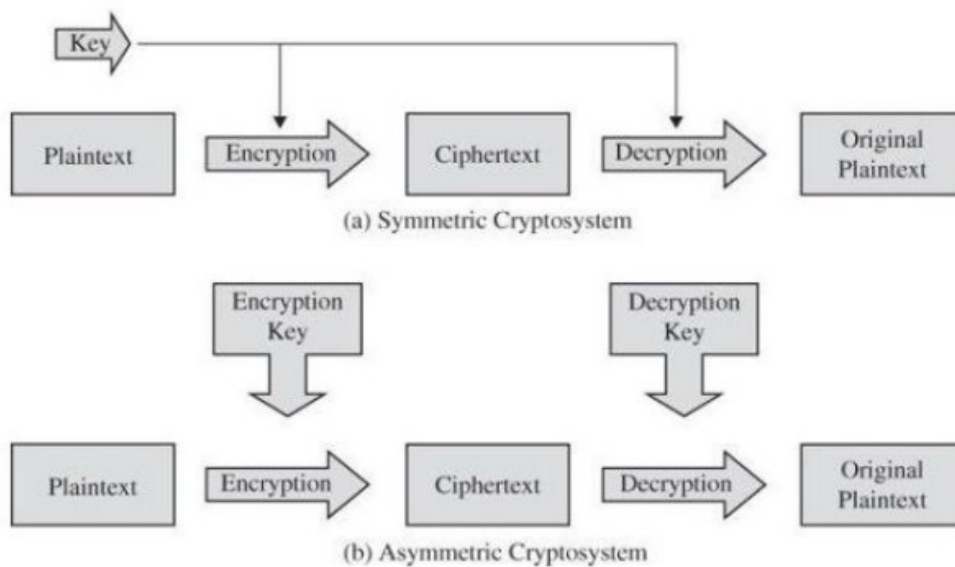 Key
Plaintext
Encryption
Ciphertext
Decryption
Original
Plaintext
(a) Symmetric Cryptosystem
Encryption
Key
Decryption
Key
Plaintext
Encryption
Ciphertext
Decryption
Original
Plaintext
(b) Asymmetric Cryptosystem